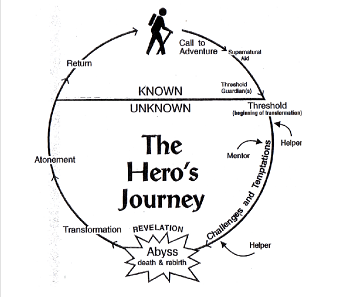 Call to
Adventure
Supernatural
Aid
Return
Threshold
Guardian(s)
KNOWN
UNKNOWN
Threshold
(beginning of transformation)
Helper
Mentor
The
Hero's
Journey
Challenges and Temptations
Atonement
Transformation
REVELATION
Abyss
death & rebirth
Helper